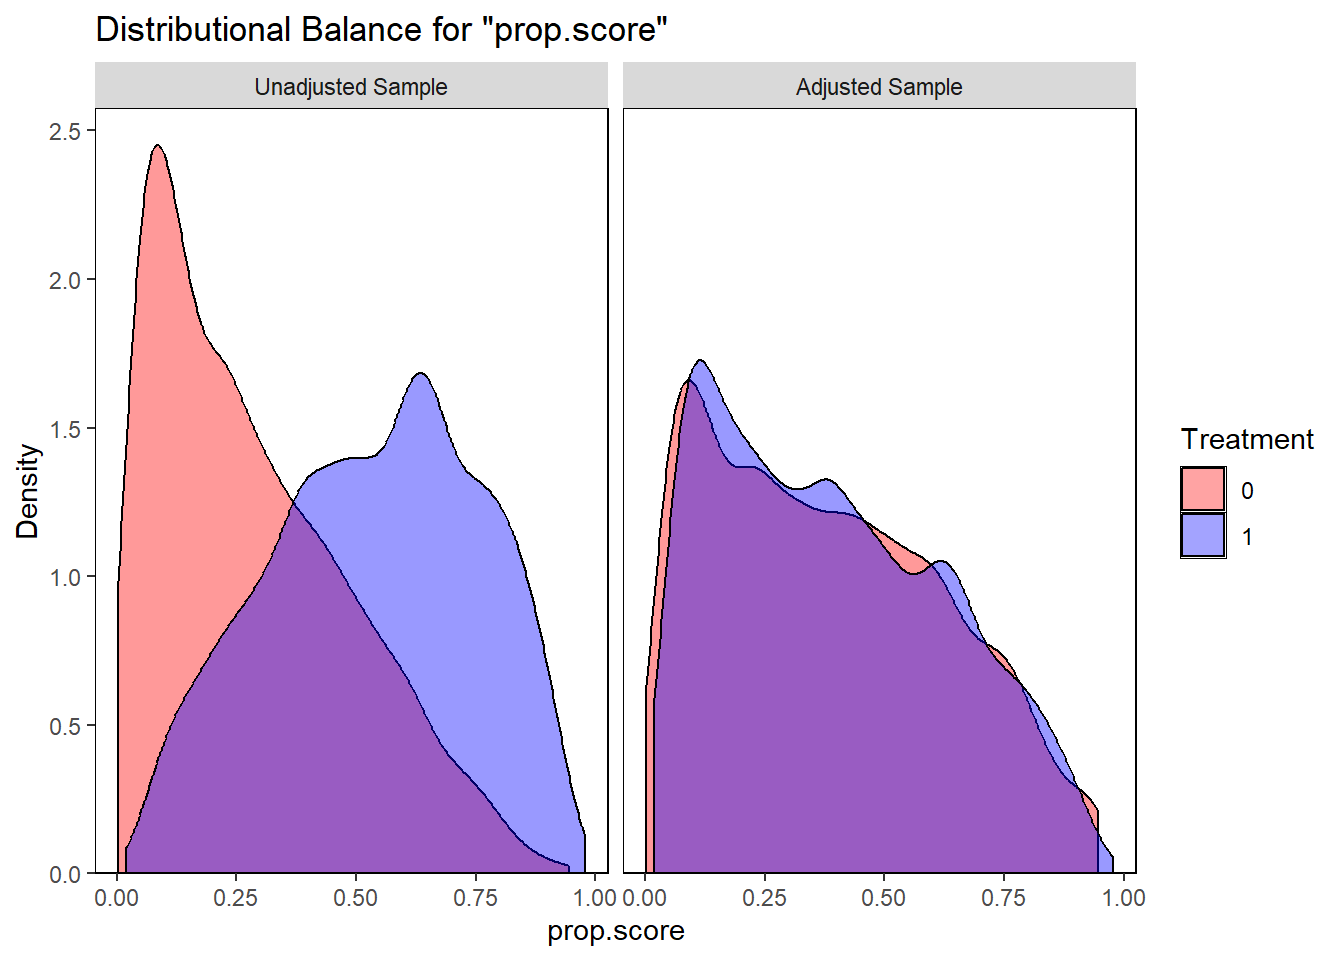 Distributional Balance for "prop.score"
Unadjusted Sample
Adjusted Sample
2.5
2.0
1.5
1.0
0.5
0.0
Density
0.00 0.25 0.50 0.75 1.00
0.00 0.25 0.50 0.75 1.00
prop.score
Treatment
0
1